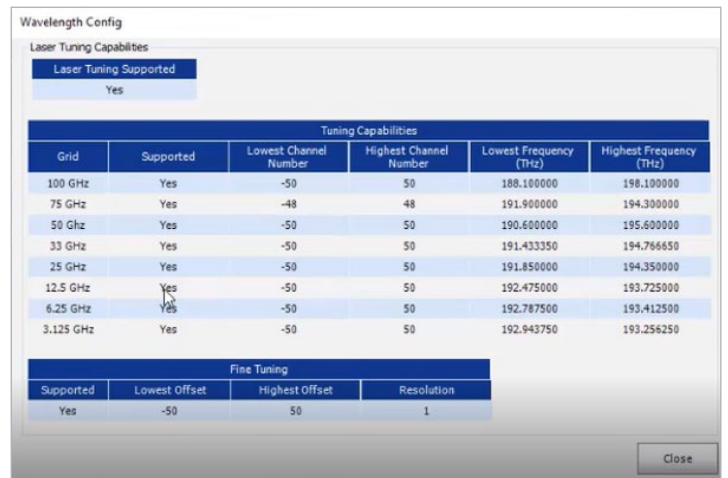 Wavelength Config
Laser Tuning Capabilities
Laser Tuning Supported
Yes
Tuning Capabilities
Grid Supported Lowest Channel Number Highest Channel Number Lowest Frequency (THz) Highest Frequency (THz)
100 GHz Yes -50 50 188.100000 198.100000
75 GHz Yes -48 48 191.900000 194.300000
50 Ghz Yes -50 50 190.600000 195.600000
33 GHz Yes -50 50 191.433350 194.766650
25 GHz Yes -50 50 191.850000 194.350000
12.5 GHz Yes -50 50 192.475000 193.725000
6.25 GHz Yes -50 50 192.787500 193.412500
3.125 GHz Yes -50 50 192.943750 193.256250
Fine Tuning
Supported Lowest Offset Highest Offset Resolution
Yes -50 50 1
Close